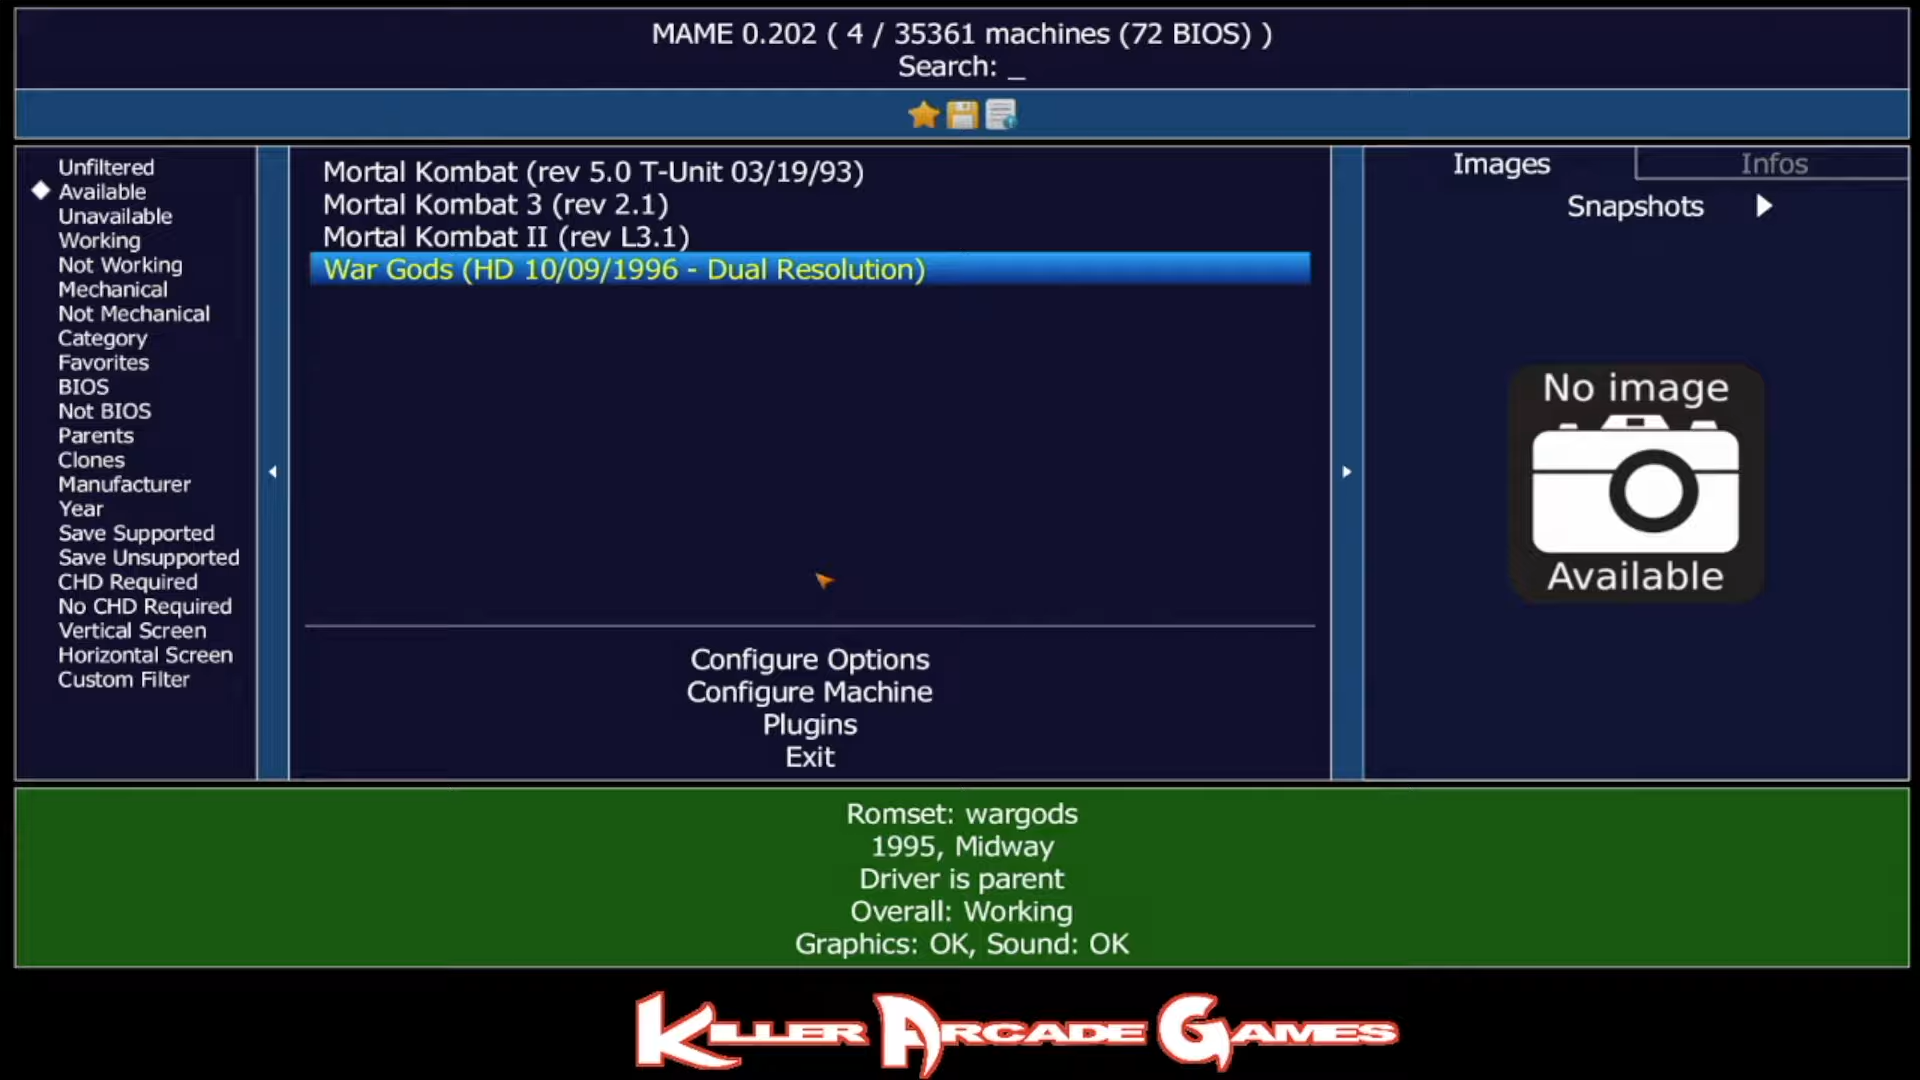 MAME 0.202 ( 4 / 35361 machines (72 BIOS) )
Search: _
Unfiltered
Available
Unavailable
Working
Not Working
Mechanical
Not Mechanical
Category
Favorites
BIOS
Not BIOS
Parents
Clones
Manufacturer
Year
Save Supported
Save Unsupported
CHD Required
No CHD Required
Vertical Screen
Horizontal Screen
Custom Filter
Mortal Kombat (rev 5.0 T-Unit 03/19/93)
Mortal Kombat 3 (rev 2.1)
Mortal Kombat II (rev L3.1)
War Gods (HD 10/09/1996 - Dual Resolution)
Configure Options
Configure Machine
Plugins
Exit
Images
Infos
Snapshots
No image
Available
Romset: wargods
1995, Midway
Driver is parent
Overall: Working
Graphics: OK, Sound: OK
KILLER ARCADE GAMES